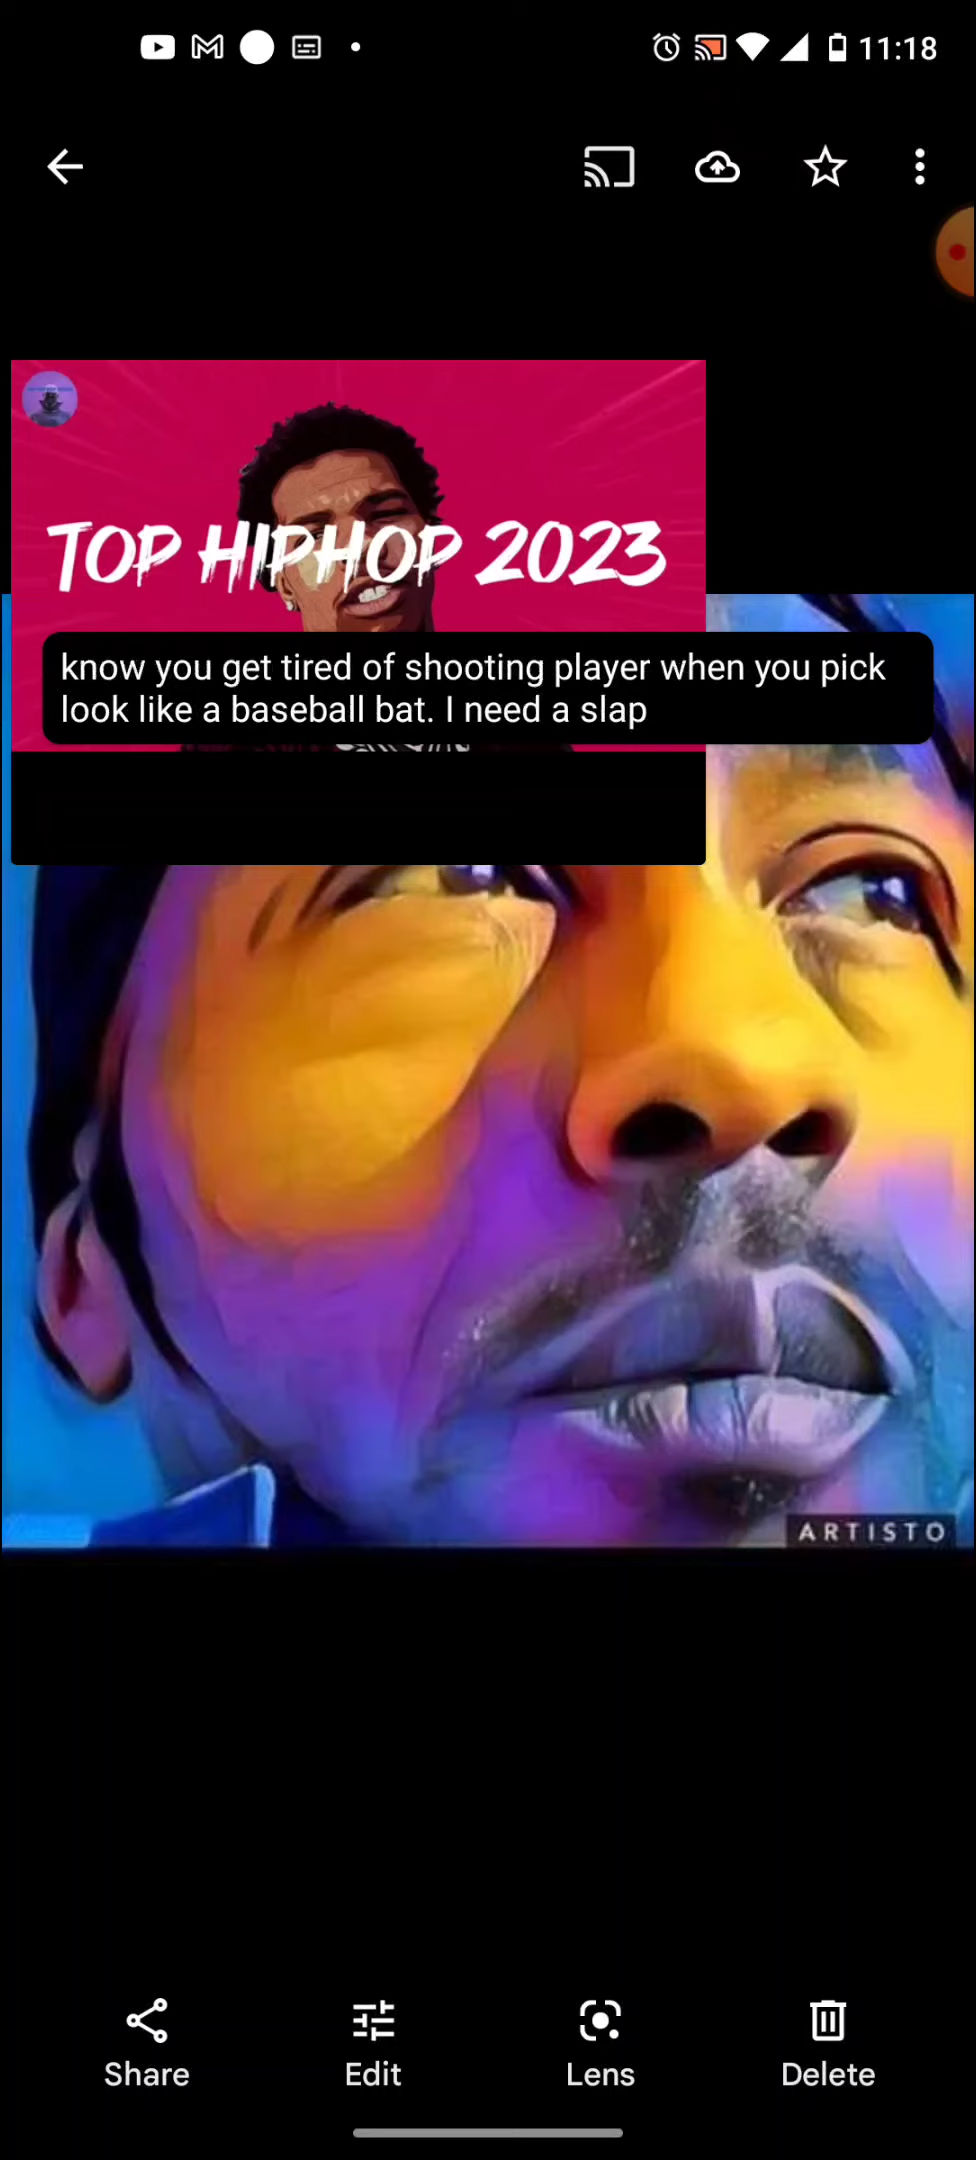 11:18
TOP HIPHOP 2023
know you get tired of shooting player when you pick
look like a baseball bat. I need a slap
ARTISTO
Share Edit Lens Delete